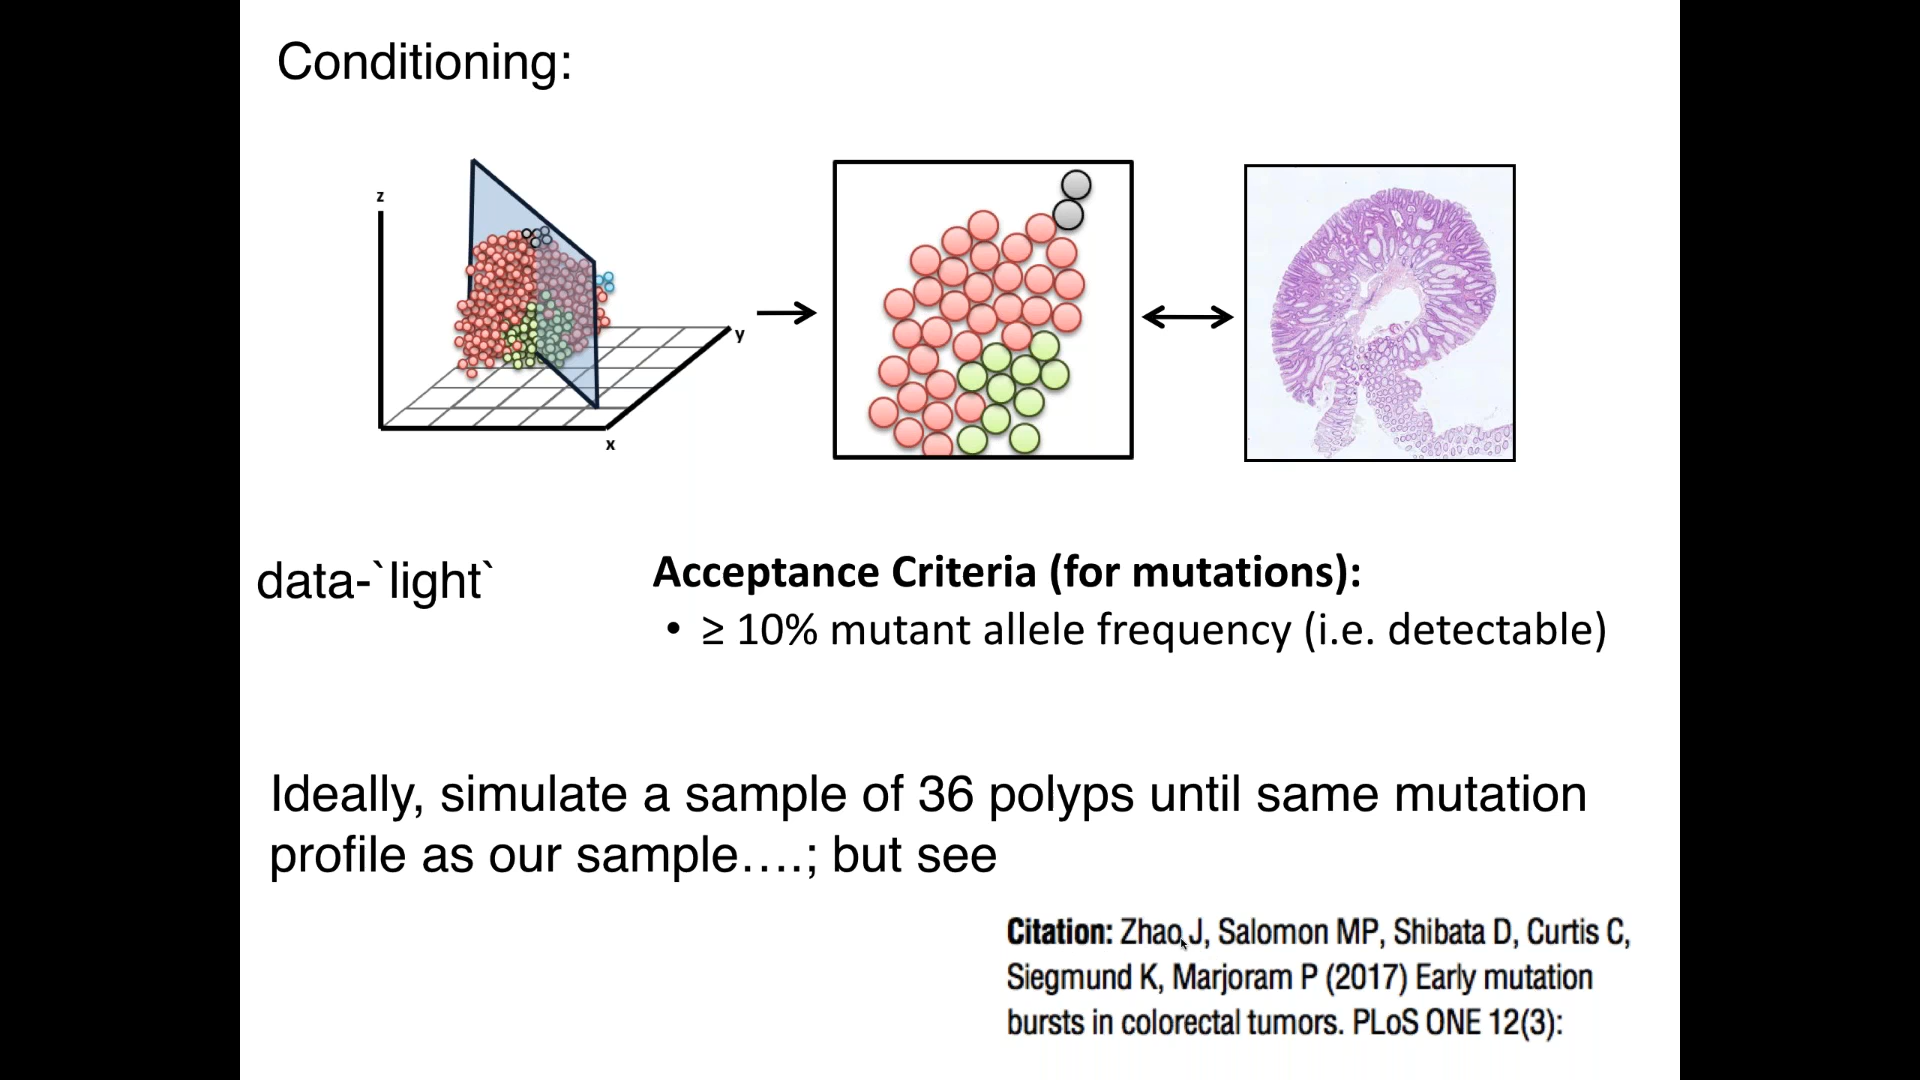 Conditioning:
z
y
x
data-`light`
Acceptance Criteria (for mutations):
• ≥ 10% mutant allele frequency (i.e. detectable)
Ideally, simulate a sample of 36 polyps until same mutation
profile as our sample….; but see
Citation: Zhao J, Salomon MP, Shibata D, Curtis C,
Siegmund K, Marjoram P (2017) Early mutation
bursts in colorectal tumors. PLoS ONE 12(3):